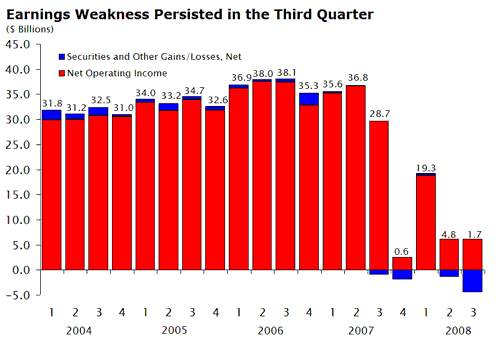 Earnings Weakness Persisted in the Third Quarter
($ Billions)
45.0
40.0
35.0
30.0
25.0
20.0
15.0
10.0
5.0
0.0
-5.0
Securities and Other Gains/Losses, Net
Net Operating Income
31.8 31.2 32.5 31.0 34.0 33.2 34.7 32.6 36.9 38.0 38.1 35.3 35.6 36.8 28.7 0.6 19.3 4.8 1.7
1 2 3 4 1 2 3 4 1 2 3 4 1 2 3 4 1 2 3
2004 2005 2006 2007 2008